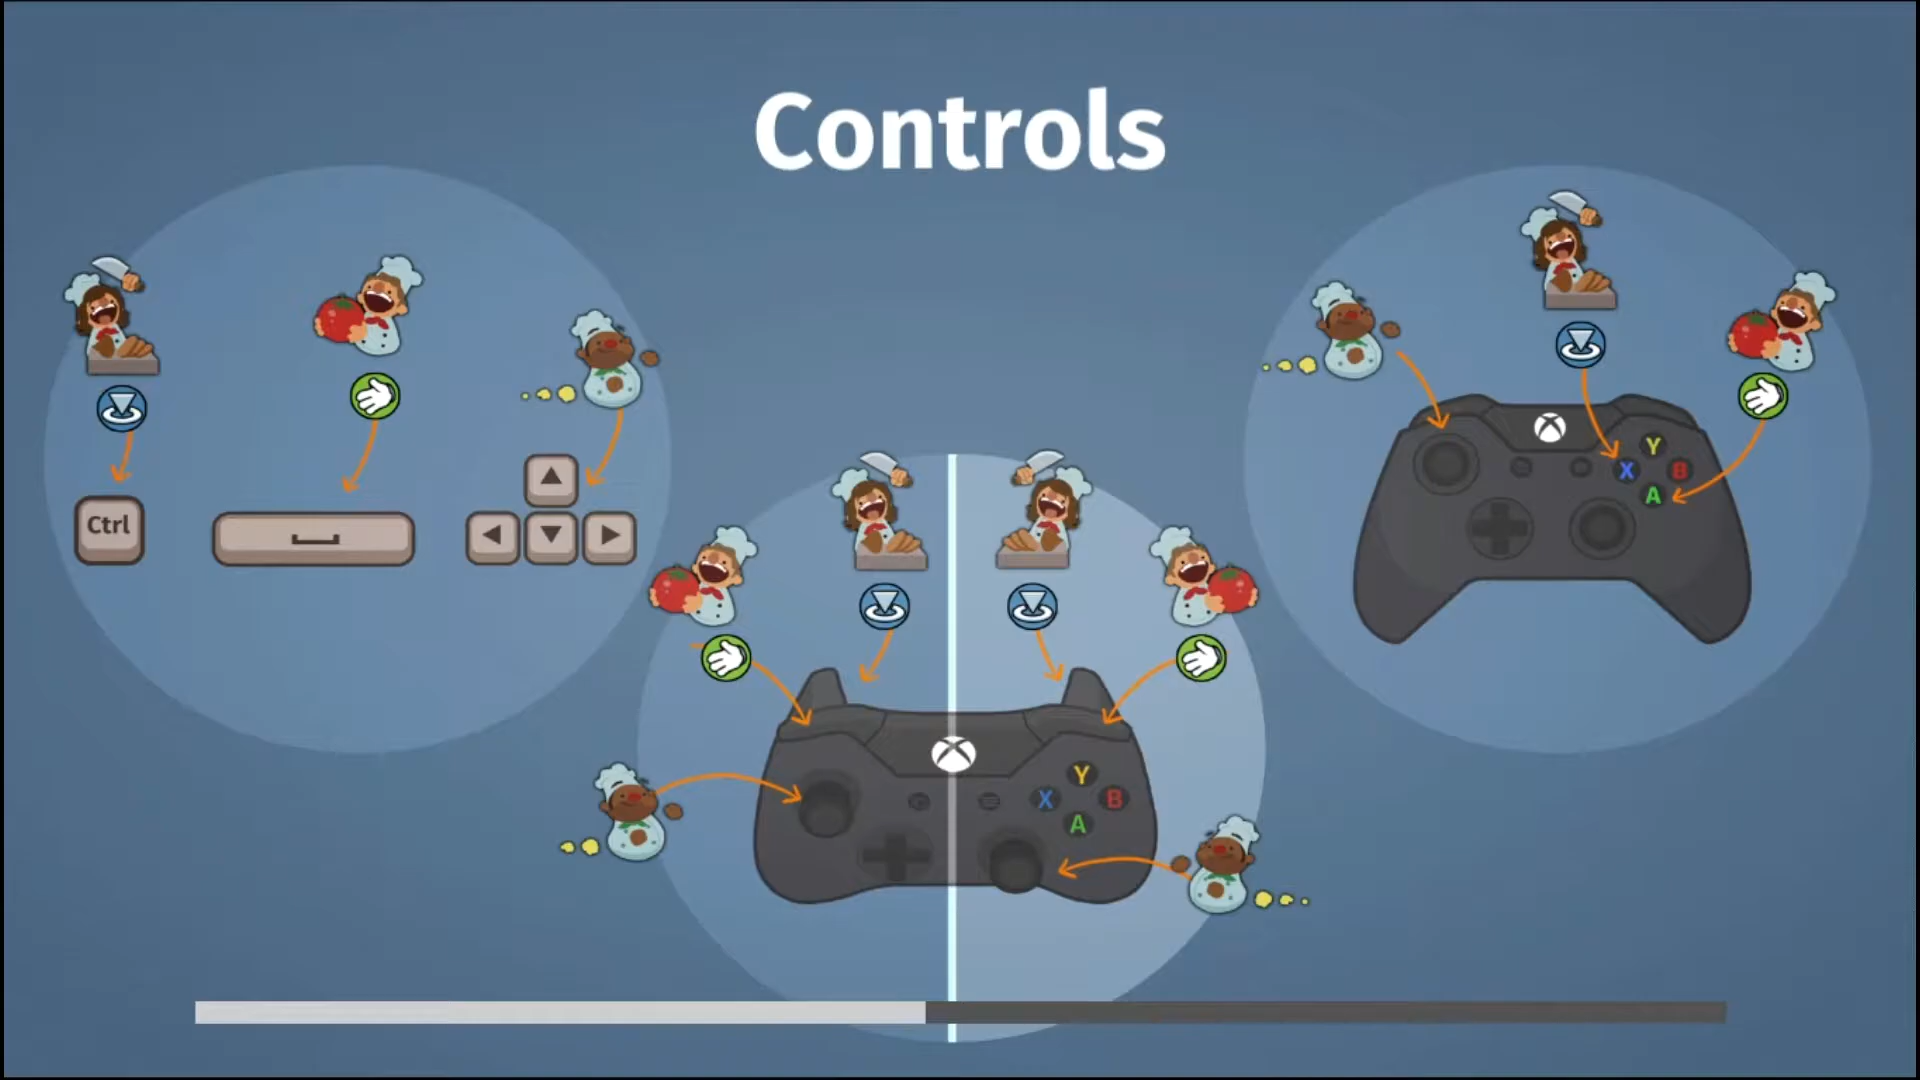 Controls
Ctrl
Y
X B
A
Y
X B
A